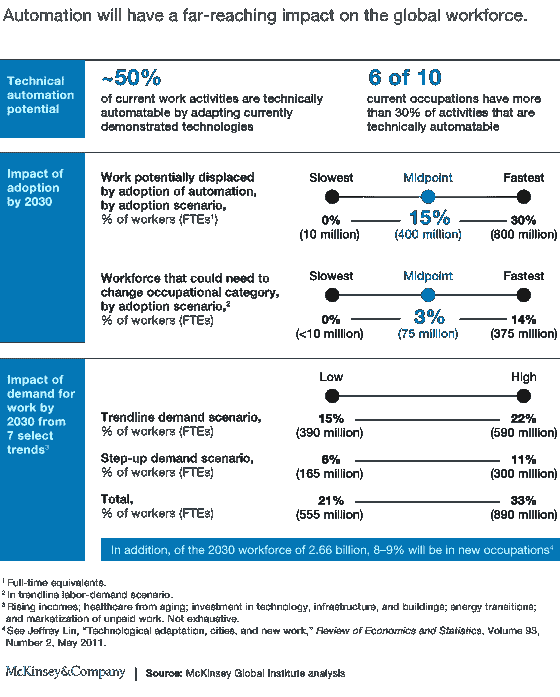 Automation will have a far-reaching impact on the global workforce.
Technical
automation
potential
~50%
of current work activities are technically
automatable by adapting currently
demonstrated technologies
6 of 10
current occupations have more
than 30% of activities that are
technically automatable
Impact of
adoption
by 2030
Work potentially displaced
by adoption of automation,
by adoption scenario,
% of workers (FTEs¹)
Slowest Midpoint Fastest
0% 15% 30%
(10 million) (400 million) (800 million)
Workforce that could need to
change occupational category,
by adoption scenario,²
% of workers (FTEs)
Slowest Midpoint Fastest
0% 3% 14%
(<10 million) (75 million) (375 million)
Impact of
demand for
work by
2030 from
7 select
trends³
Low High
Trendline demand scenario,
% of workers (FTEs)
15% 22%
(390 million) (590 million)
Step-up demand scenario,
% of workers (FTEs)
6% 11%
(165 million) (300 million)
Total,
% of workers (FTEs)
21% 33%
(555 million) (890 million)
In addition, of the 2030 workforce of 2.66 billion, 8–9% will be in new occupations⁴
¹ Full-time equivalents.
² In trendline labor-demand scenario.
³ Rising incomes; healthcare from aging; investment in technology, infrastructure, and buildings; energy transitions;
and marketization of unpaid work. Not exhaustive.
⁴ See Jeffrey Lin, “Technological adaptation, cities, and new work,” Review of Economics and Statistics, Volume 93,
Number 2, May 2011.
McKinsey&Company | Source: McKinsey Global Institute analysis